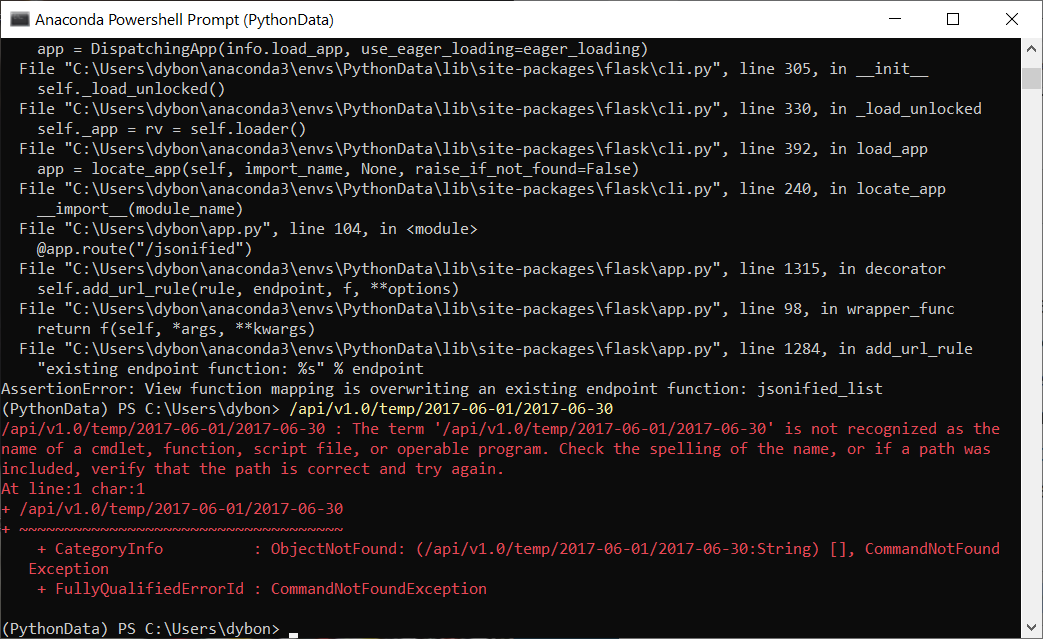 Anaconda Powershell Prompt (PythonData)
app = DispatchingApp(info.load_app, use_eager_loading=eager_loading)
File "C:\Users\dybon\anaconda3\envs\PythonData\lib\site-packages\flask\cli.py", line 305, in __init__
self._load_unlocked()
File "C:\Users\dybon\anaconda3\envs\PythonData\lib\site-packages\flask\cli.py", line 330, in _load_unlocked
self._app = rv = self.loader()
File "C:\Users\dybon\anaconda3\envs\PythonData\lib\site-packages\flask\cli.py", line 392, in load_app
app = locate_app(self, import_name, None, raise_if_not_found=False)
File "C:\Users\dybon\anaconda3\envs\PythonData\lib\site-packages\flask\cli.py", line 240, in locate_app
__import__(module_name)
File "C:\Users\dybon\app.py", line 104, in <module>
@app.route("/jsonified")
File "C:\Users\dybon\anaconda3\envs\PythonData\lib\site-packages\flask\app.py", line 1315, in decorator
self.add_url_rule(rule, endpoint, f, **options)
File "C:\Users\dybon\anaconda3\envs\PythonData\lib\site-packages\flask\app.py", line 98, in wrapper_func
return f(self, *args, **kwargs)
File "C:\Users\dybon\anaconda3\envs\PythonData\lib\site-packages\flask\app.py", line 1284, in add_url_rule
"existing endpoint function: %s" % endpoint
AssertionError: View function mapping is overwriting an existing endpoint function: jsonified_list
(PythonData) PS C:\Users\dybon> /api/v1.0/temp/2017-06-01/2017-06-30
/api/v1.0/temp/2017-06-01/2017-06-30 : The term '/api/v1.0/temp/2017-06-01/2017-06-30' is not recognized as the
name of a cmdlet, function, script file, or operable program. Check the spelling of the name, or if a path was
included, verify that the path is correct and try again.
At line:1 char:1
+ /api/v1.0/temp/2017-06-01/2017-06-30
+ ~~~~~~~~~~~~~~~~~~~~~~~~~~~~~~~~~~~~
+ CategoryInfo          : ObjectNotFound: (/api/v1.0/temp/2017-06-01/2017-06-30:String) [], CommandNotFound
Exception
+ FullyQualifiedErrorId : CommandNotFoundException
(PythonData) PS C:\Users\dybon>